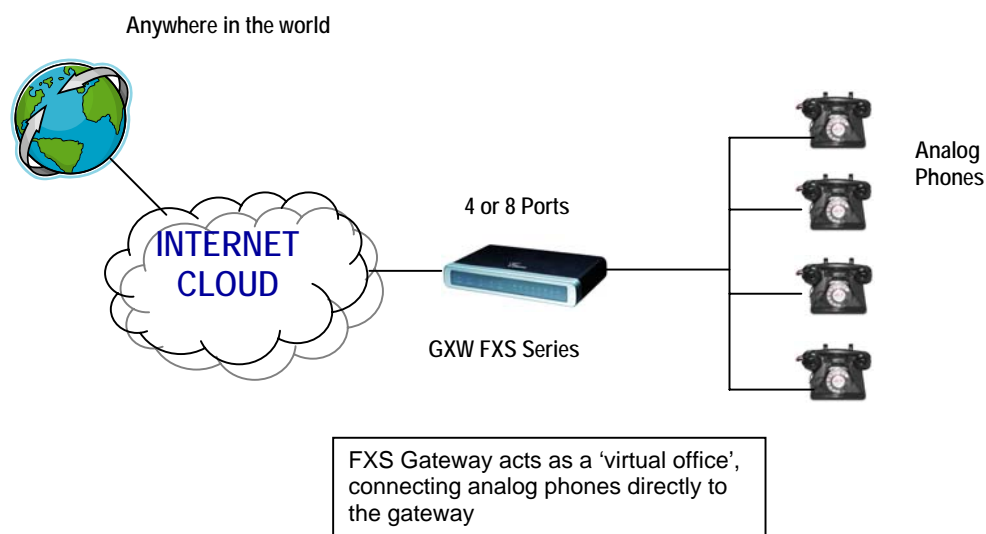 Anywhere in the world
Analog
Phones
4 or 8 Ports
INTERNET
CLOUD
GXW FXS Series
FXS Gateway acts as a ‘virtual office’,
connecting analog phones directly to
the gateway